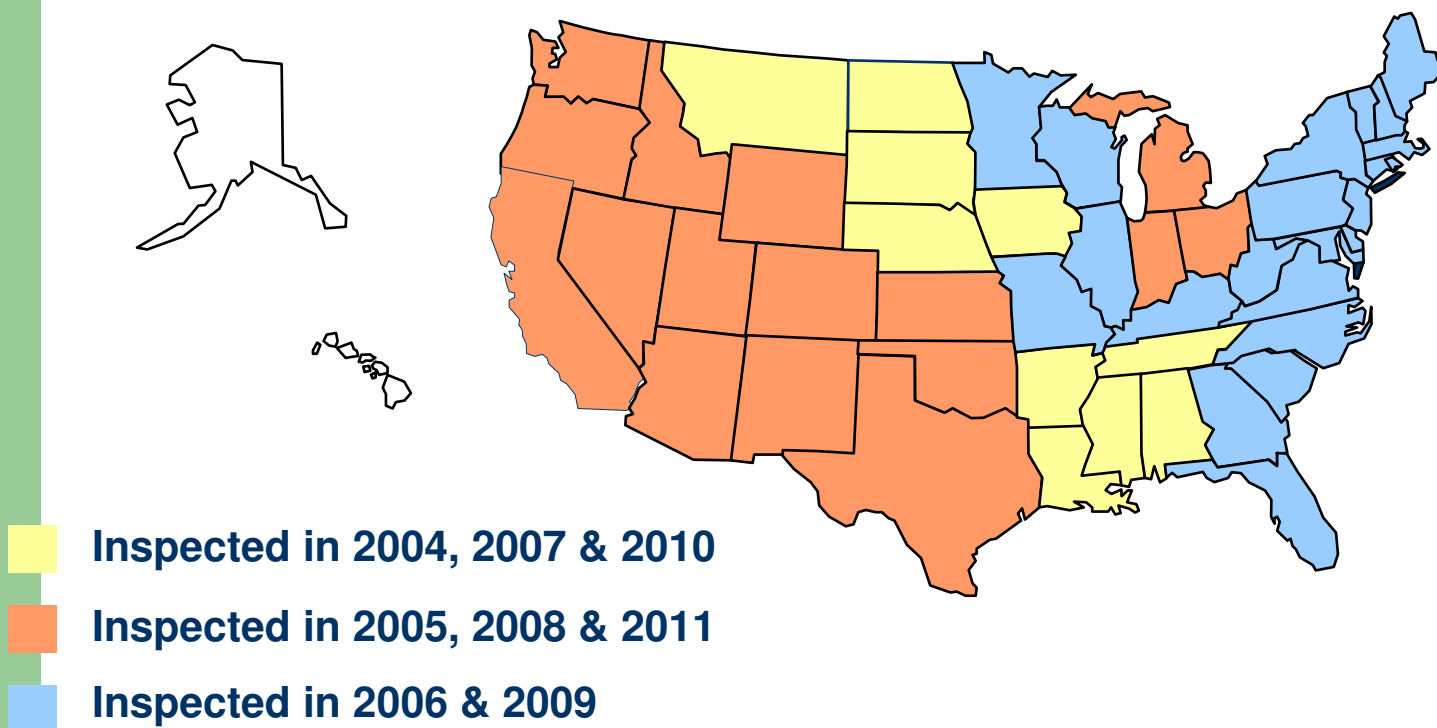 Inspected in 2004, 2007 & 2010
Inspected in 2005, 2008 & 2011
Inspected in 2006 & 2009